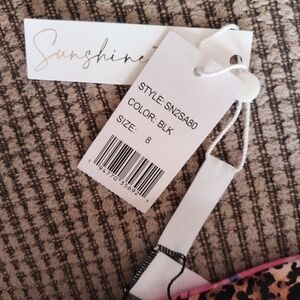 Sunshine
STYLE: SN2SA80
COLOR: BLK
SIZE: 8